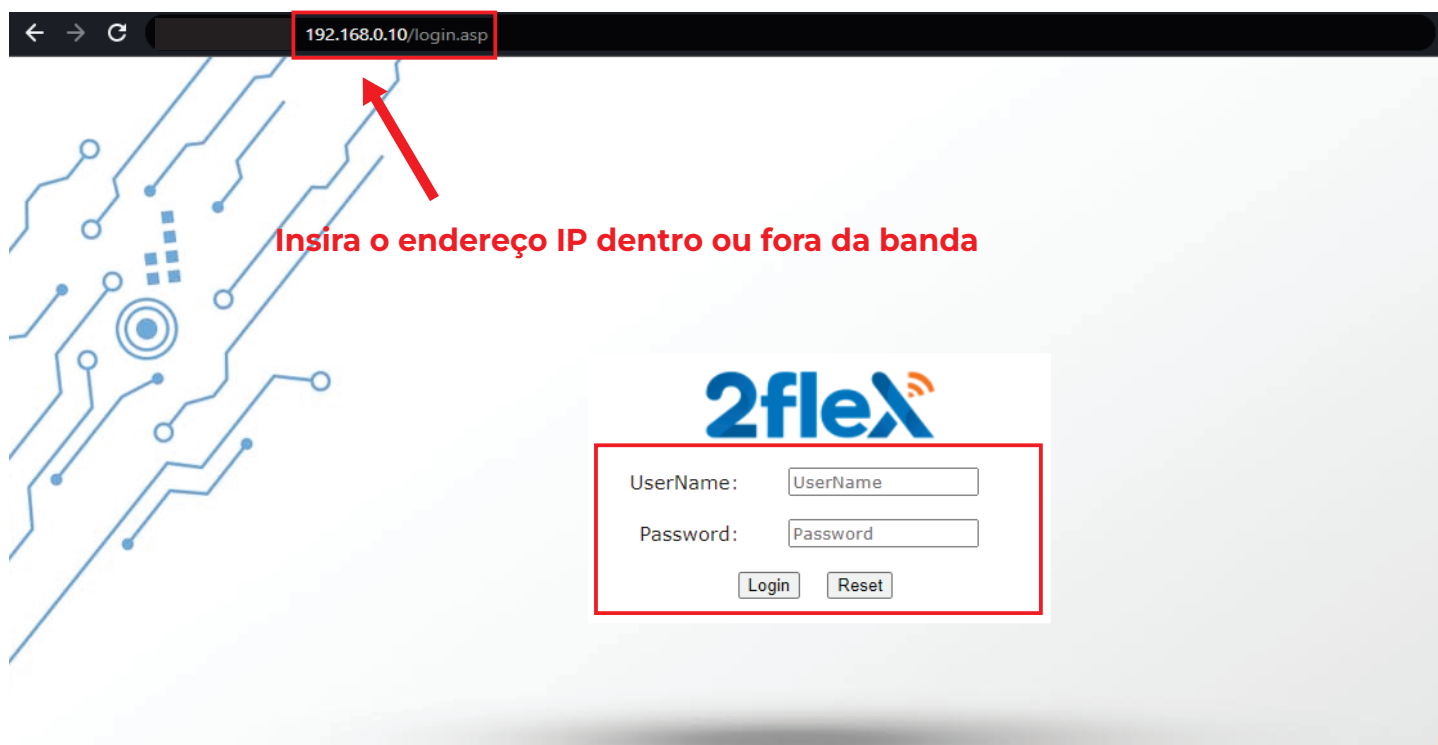 192.168.0.10/login.asp
Insira o endereço IP dentro ou fora da banda
2flex
UserName: UserName
Password: Password
Login Reset